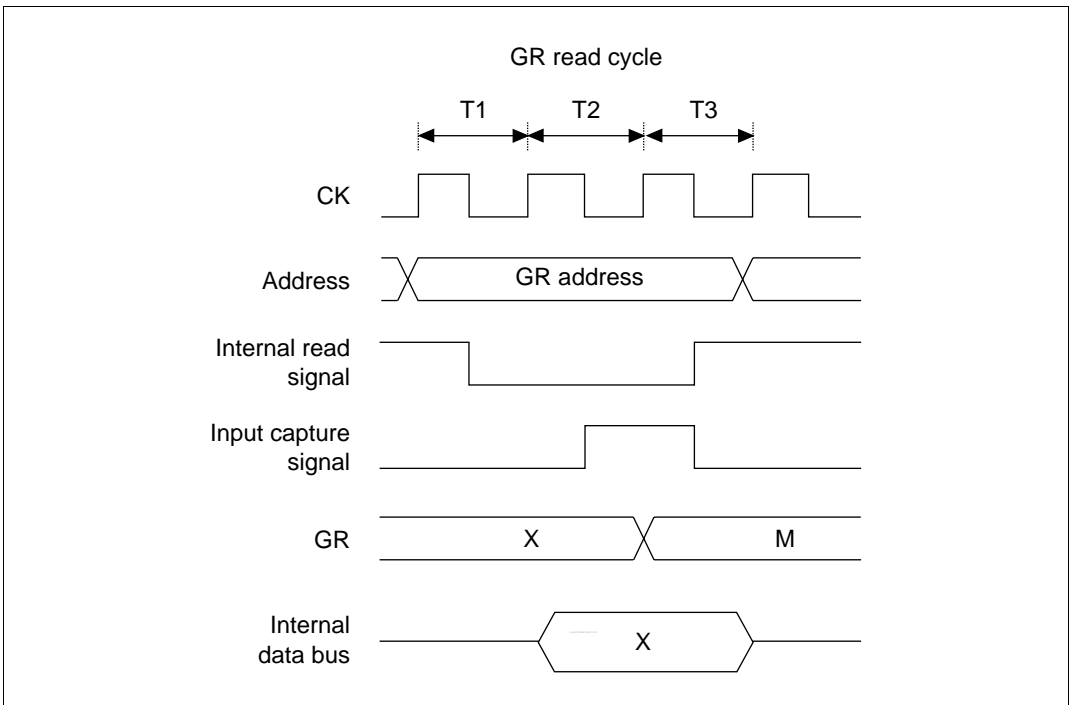 GR read cycle
T1 T2 T3
CK
Address
GR address
Internal read
signal
Input capture
signal
GR
X
M
Internal
data bus
X